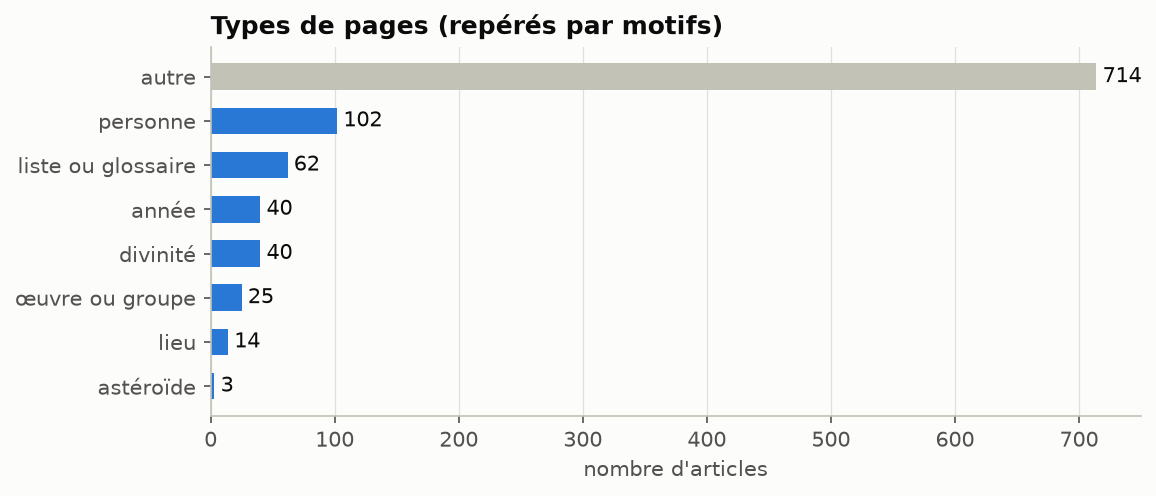 Types de pages (repérés par motifs)
autre 714
personne 102
liste ou glossaire 62
année 40
divinité 40
œuvre ou groupe 25
lieu 14
astéroïde 3
0 100 200 300 400 500 600 700
nombre d'articles